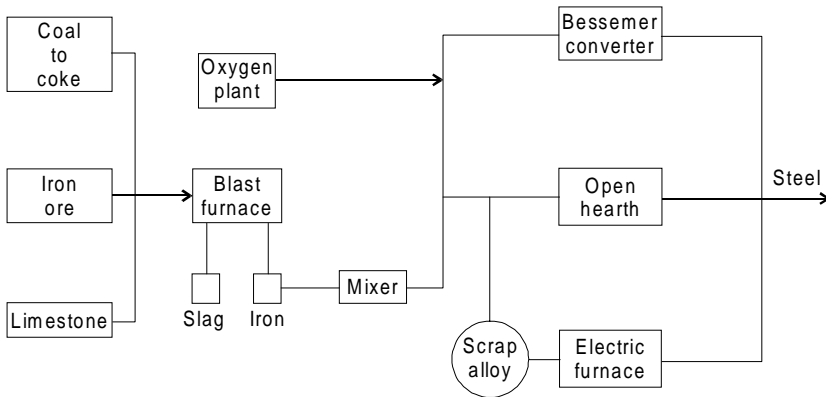 Coal
to
coke
Oxygen
plant
Bessemer
converter
Iron
ore
Blast
furnace
Open
hearth
Steel
Mixer
Limestone
Slag
Iron
Scrap
alloy
Electric
furnace